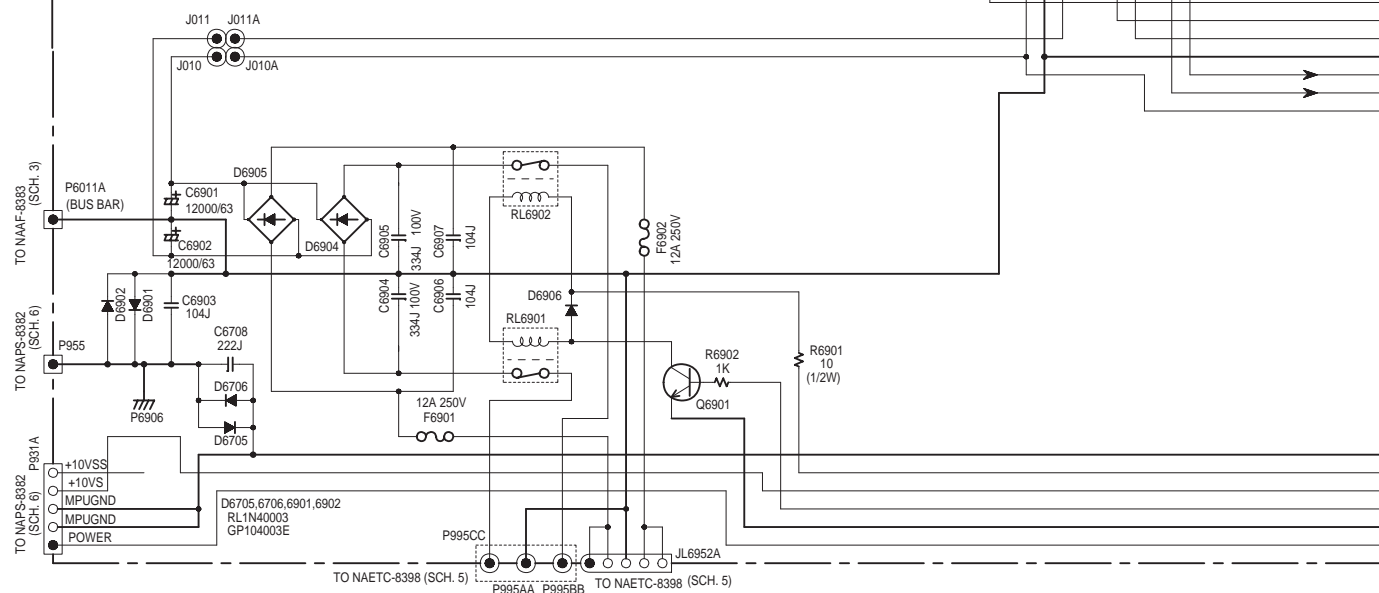 J011 J011A
J010 J010A
TO NAAF-8383
(SCH. 3)
P6011A
(BUS BAR)
C6901
12000/63
C6902
12000/63
D6905
D6904
C6905
334J 100V
C6907
104J
C6904
334J 100V
C6906
104J
RL6902
F6902
12A 250V
D6902
D6901
C6903
104J
D6906
RL6901
TO NAPS-8382
(SCH. 6)
P955
C6708
222J
D6706
D6705
P6906
R6902
1K
Q6901
R6901
10
(1/2W)
12A 250V
F6901
TO NAPS-8382
(SCH. 6)
P931A
+10VSS
+10VS
MPUGND
MPUGND
POWER
D6705,6706,6901,6902
RL1N40003
GP104003E
P995CC
JL6952A
TO NAETC-8398 (SCH. 5)
P995AA P995BB
TO NAETC-8398 (SCH. 5)